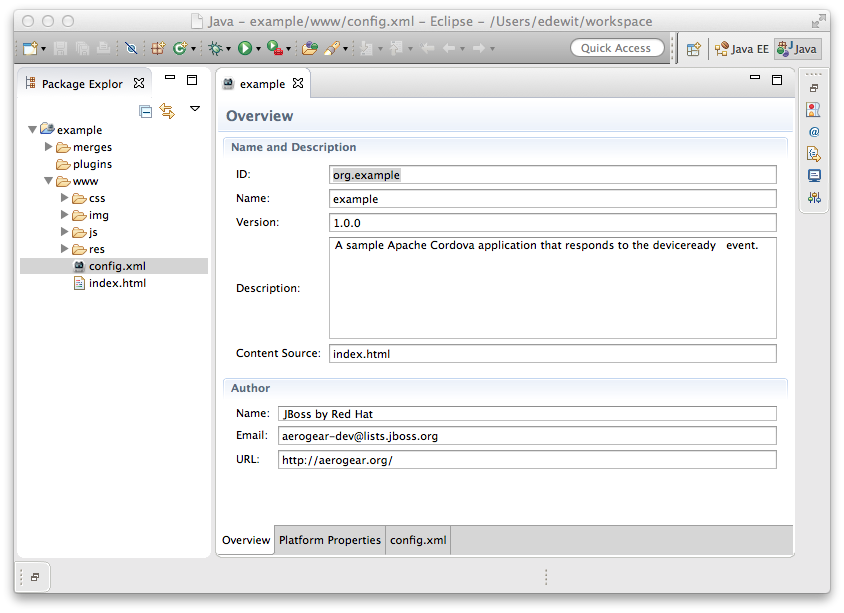 Java – example/www/config.xml – Eclipse – /Users/edewit/workspace
Quick Access
Java EE
Java
Package Explor
example
merges
plugins
www
css
img
js
res
config.xml
index.html
example
Overview
Name and Description
ID: org.example
Name: example
Version: 1.0.0
Description: A sample Apache Cordova application that responds to the deviceready event.
Content Source: index.html
Author
Name: JBoss by Red Hat
Email: aerogear-dev@lists.jboss.org
URL: http://aerogear.org/
Overview Platform Properties config.xml